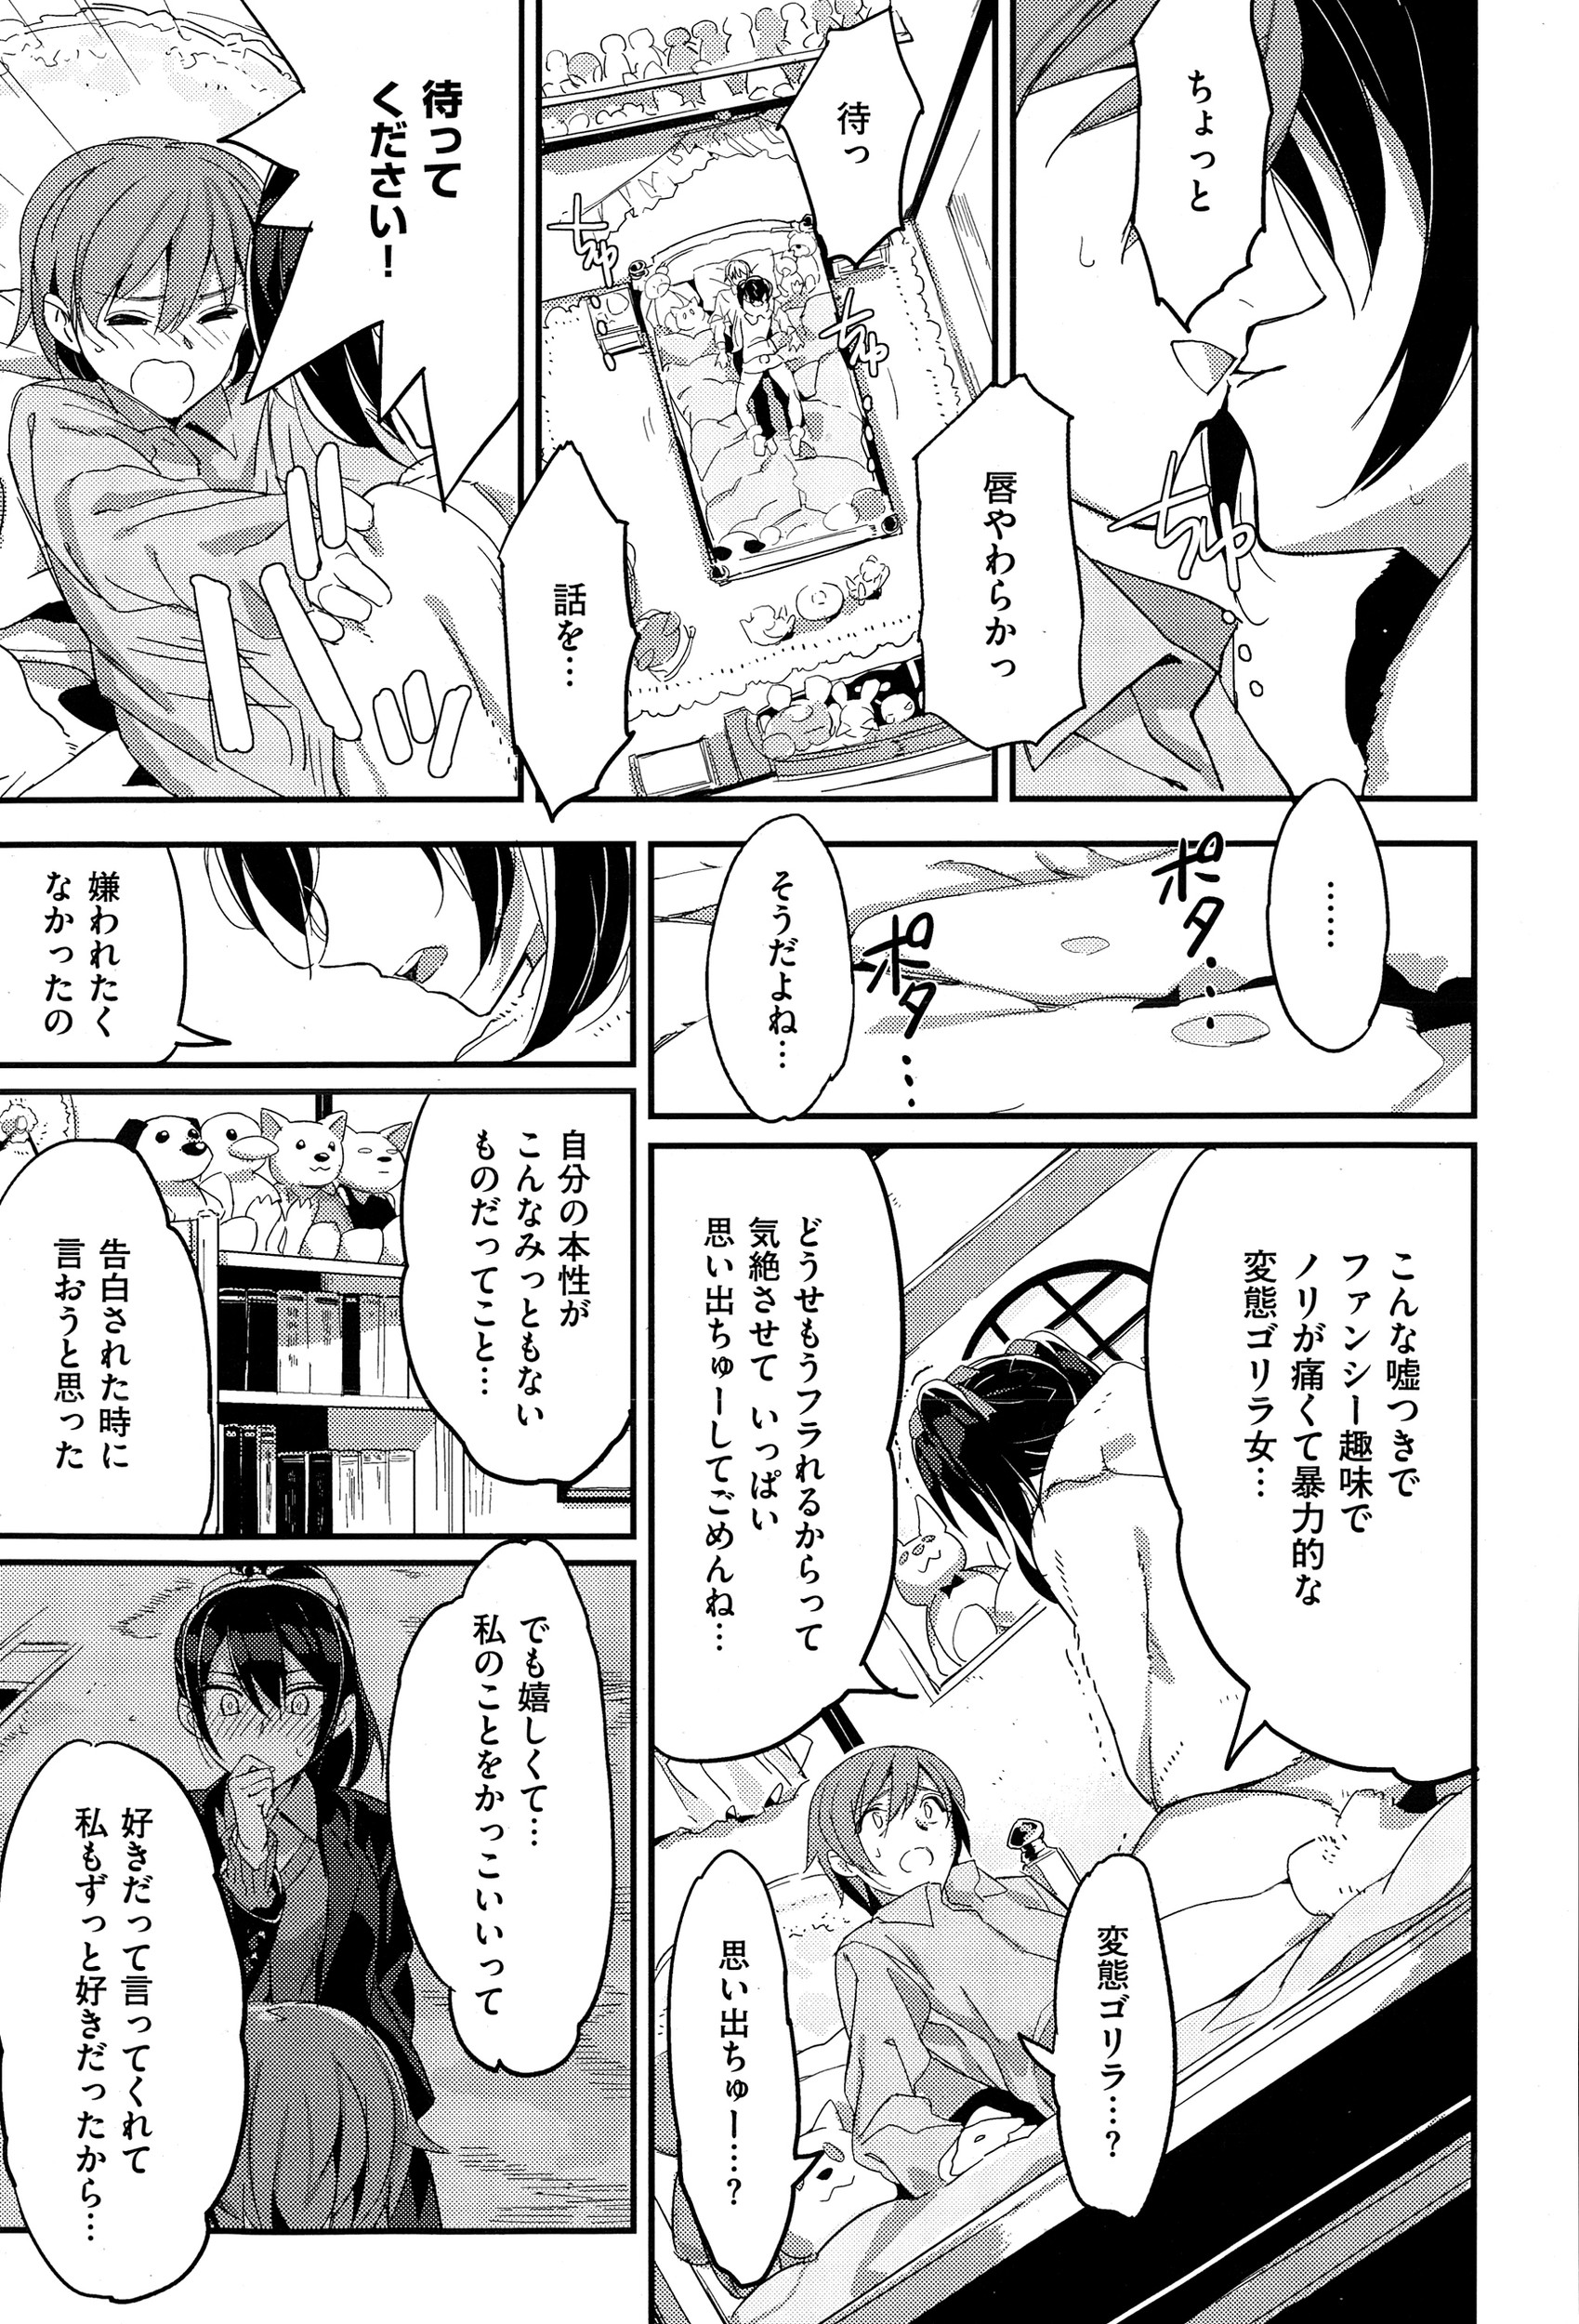 ちょっと
ちゅ
唇やわらかっ
待っ
ちゅ
ちゅ
話を…
待って
ください！
……
ポタ…
ポタ…
そうだよね…
嫌われたく
なかったの
こんな嘘つきで
ファンシー趣味で
ノリが痛くて暴力的な
変態ゴリラ女…
どうせもうフラれるからって
気絶させて いっぱい
思い出ちゅーしてごめんね…
変態ゴリラ…？
思い出ちゅー…？
自分の本性が
こんなみっともない
ものだってこと…
告白された時に
言おうと思った
でも嬉しくて…
私のことをかっこいいって
好きだって言ってくれて
私もずっと好きだったから…